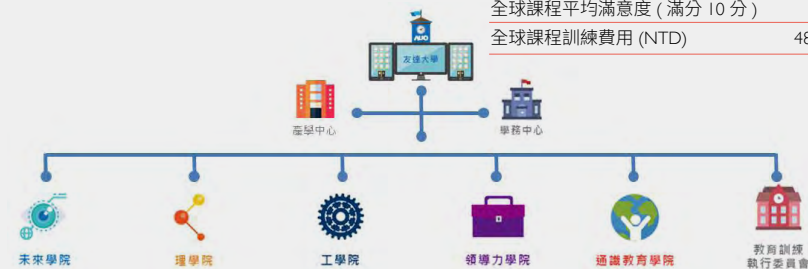 全球課程平均滿意度 ( 滿分 10 分 )
全球課程訓練費用 (NTD) 48
AUO
友達大學
產學中心
學務中心
未來學院
理學院
工學院
領導力學院
通識教育學院
教育訓練
執行委員會